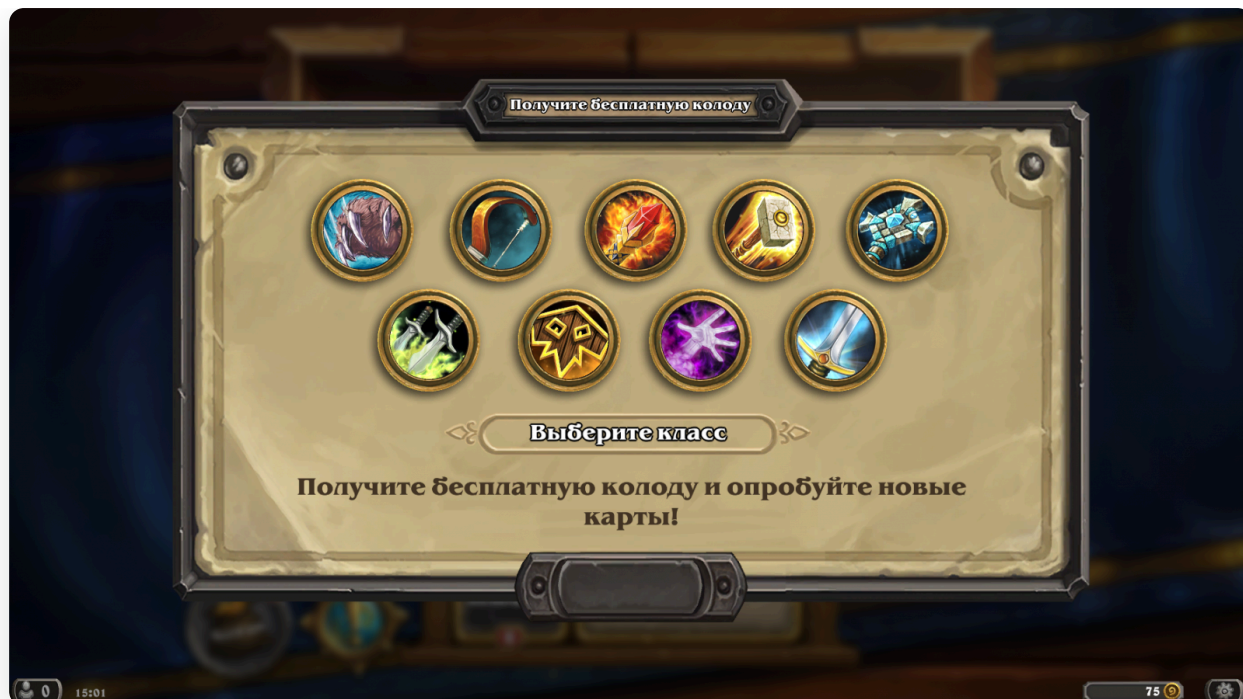 Получите бесплатную колоду
Выберите класс
Получите бесплатную колоду и опробуйте новые
карты!
0
15:01
75